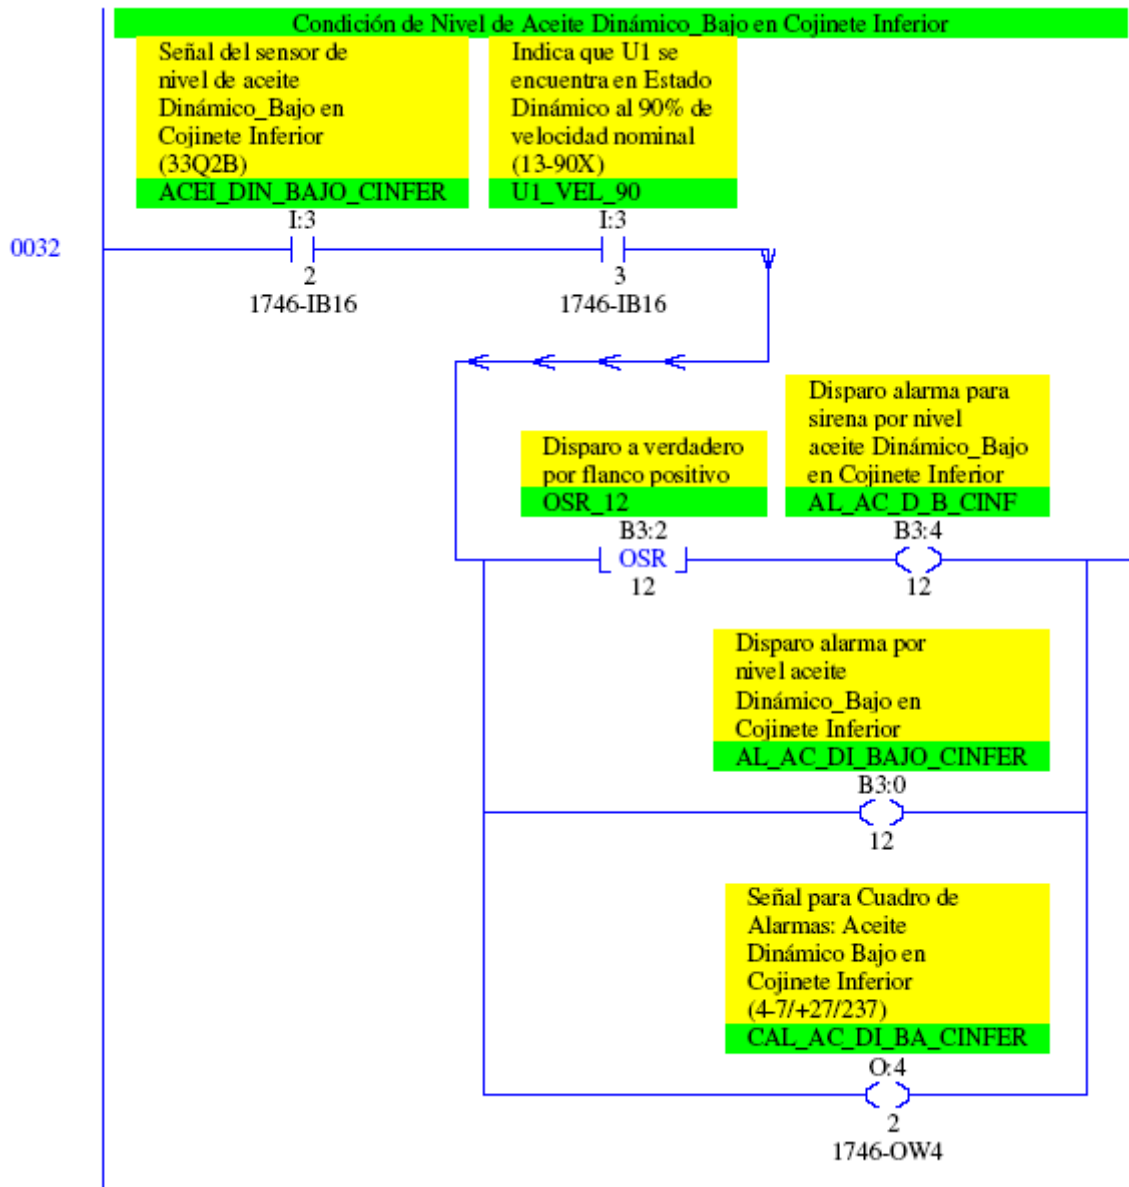 Condición de Nivel de Aceite Dinámico_Bajo en Cojinete Inferior
Señal del sensor de
nivel de aceite
Dinámico_Bajo en
Cojinete Inferior
(33Q2B)
ACEI_DIN_BAJO_CINFER
I:3
2
1746-IB16
Indica que U1 se
encuentra en Estado
Dinámico al 90% de
velocidad nominal
(13-90X)
U1_VEL_90
I:3
3
1746-IB16
0032
Disparo a verdadero
por flanco positivo
OSR_12
B3:2
OSR
12
Disparo alarma para
sirena por nivel
aceite Dinámico_Bajo
en Cojinete Inferior
AL_AC_D_B_CINF
B3:4
12
Disparo alarma por
nivel aceite
Dinámico_Bajo en
Cojinete Inferior
AL_AC_DI_BAJO_CINFER
B3:0
12
Señal para Cuadro de
Alarmas: Aceite
Dinámico Bajo en
Cojinete Inferior
(4-7/+27/237)
CAL_AC_DI_BA_CINFER
O:4
2
1746-OW4